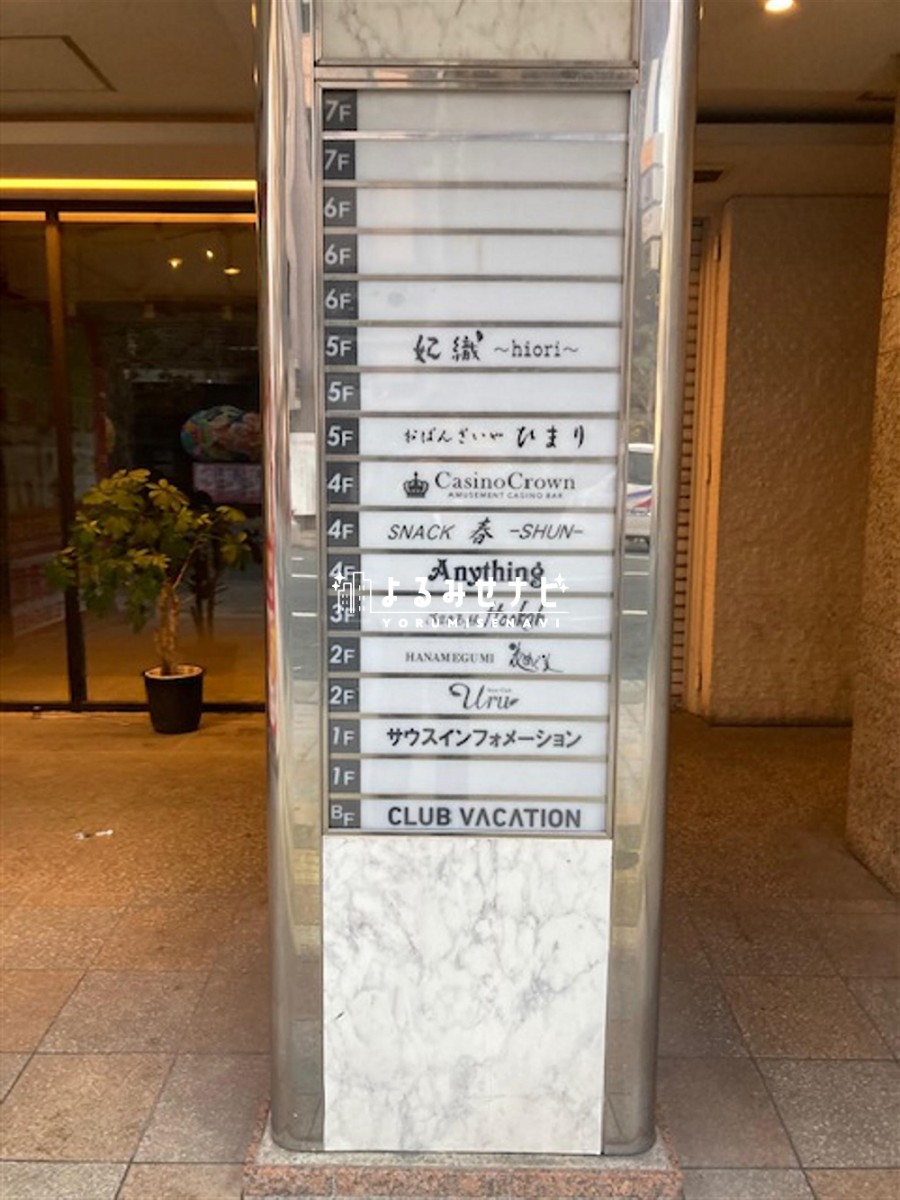 7F
7F
6F
6F
6F
5F 妃織 ~hiori~
5F
5F おばんざいや ひまり
4F CasinoCrown
AMUSEMENT CASINO BAR
4F SNACK 春 -SHUN-
4F Anything
よるみせナビ
YORUMISENAVI
3F
2F HANAMEGUMI
2F Uru
1F サウスインフォメーション
1F
BF CLUB VACATION